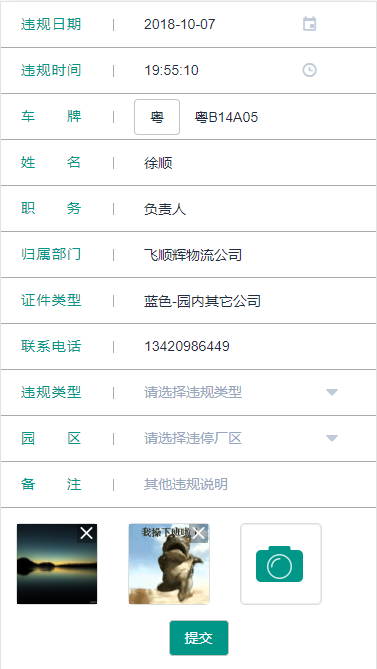 违规日期 | 2018-10-07
违规时间 | 19:55:10
车 牌 | 粤 粤B14A05
姓 名 | 徐顺
职 务 | 负责人
归属部门 | 飞顺辉物流公司
证件类型 | 蓝色-园内其它公司
联系电话 | 13420986449
违规类型 | 请选择违规类型
园 区 | 请选择违停厂区
备 注 | 其他违规说明
我操下班啦
提交